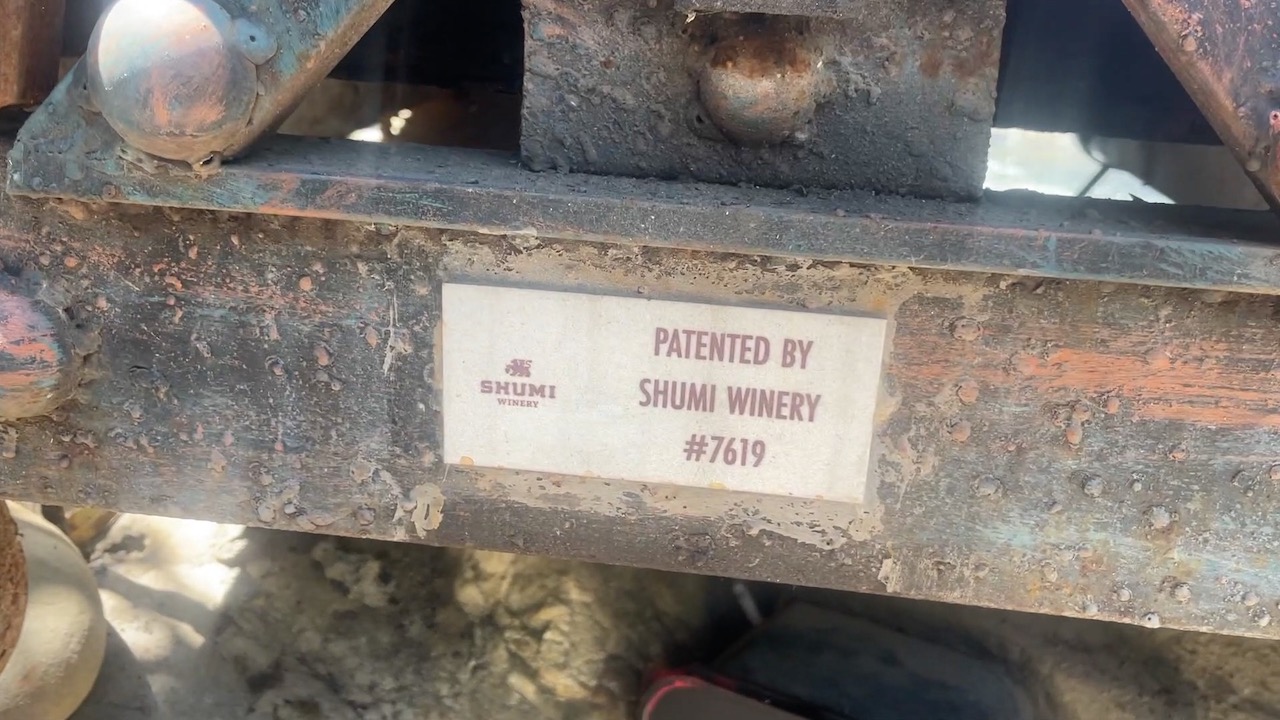 SHUMI
WINERY
PATENTED BY
SHUMI WINERY
#7619